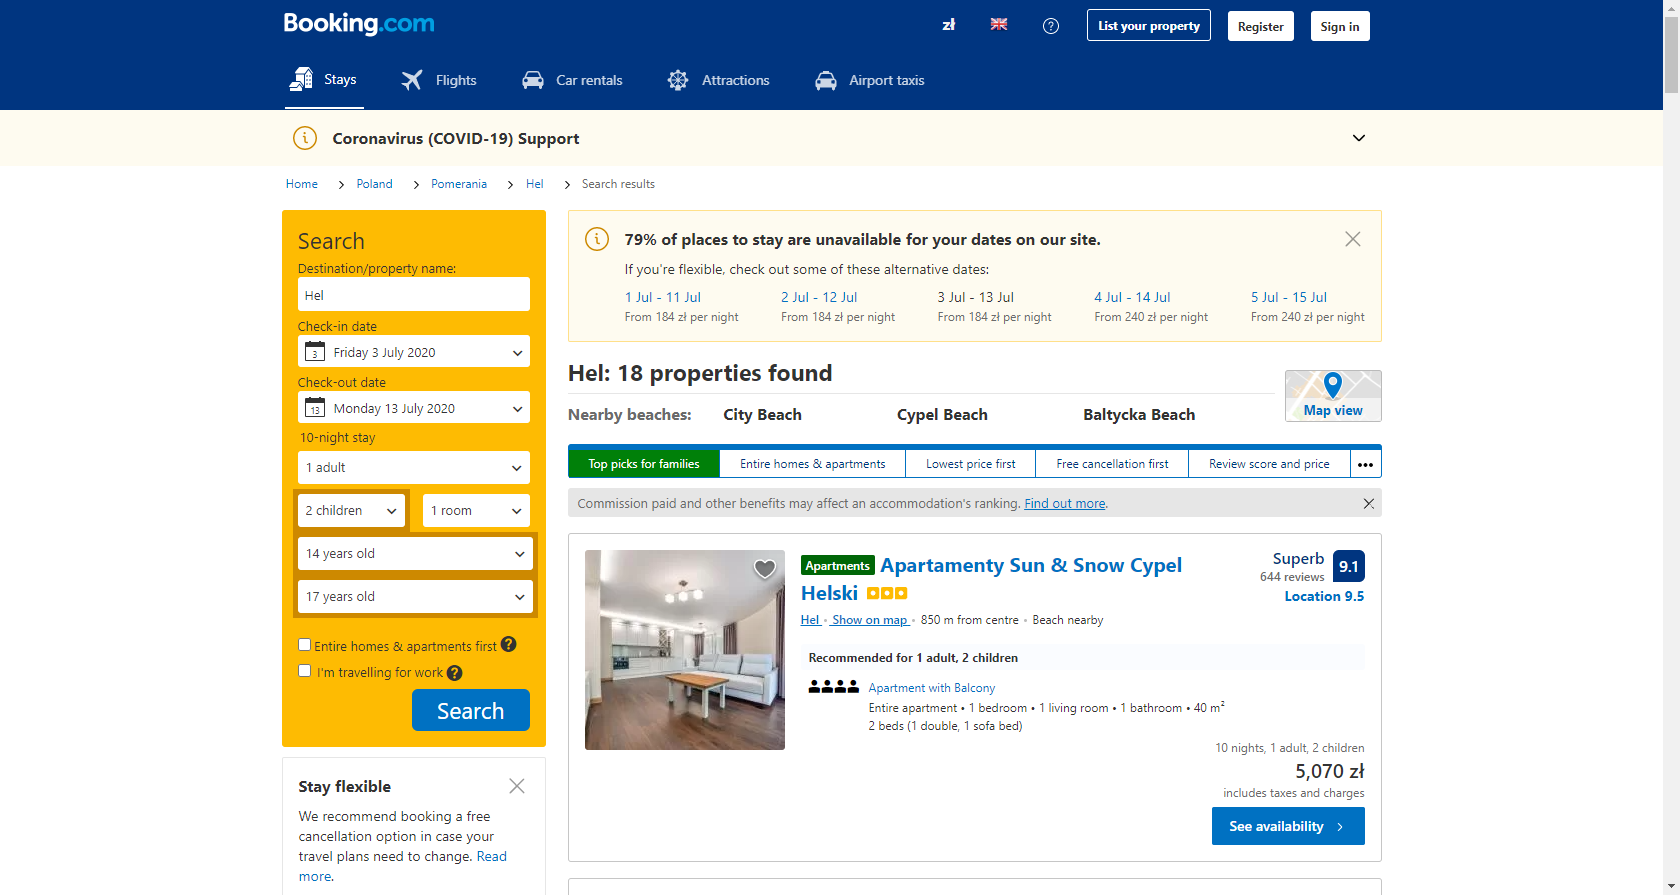 Booking.com
zł
List your property
Register
Sign in
Stays
Flights
Car rentals
Attractions
Airport taxis
Coronavirus (COVID-19) Support
Home
Poland
Pomerania
Hel
Search results
Search
Destination/property name:
Hel
Check-in date
3
Friday 3 July 2020
Check-out date
13
Monday 13 July 2020
10-night stay
1 adult
2 children
1 room
14 years old
17 years old
Entire homes & apartments first
I'm travelling for work
Search
Stay flexible
We recommend booking a free
cancellation option in case your
travel plans need to change. Read
more.
79% of places to stay are unavailable for your dates on our site.
If you're flexible, check out some of these alternative dates:
1 Jul - 11 Jul
From 184 zł per night
2 Jul - 12 Jul
From 184 zł per night
3 Jul - 13 Jul
From 184 zł per night
4 Jul - 14 Jul
From 240 zł per night
5 Jul - 15 Jul
From 240 zł per night
Hel: 18 properties found
Map view
Nearby beaches:
City Beach
Cypel Beach
Baltycka Beach
Top picks for families
Entire homes & apartments
Lowest price first
Free cancellation first
Review score and price
•••
Commission paid and other benefits may affect an accommodation's ranking. Find out more.
Apartments Apartamenty Sun & Snow Cypel
Helski
Superb
644 reviews
9.1
Location 9.5
Hel • Show on map • 850 m from centre • Beach nearby
Recommended for 1 adult, 2 children
Apartment with Balcony
Entire apartment • 1 bedroom • 1 living room • 1 bathroom • 40 m²
2 beds (1 double, 1 sofa bed)
10 nights, 1 adult, 2 children
5,070 zł
includes taxes and charges
See availability